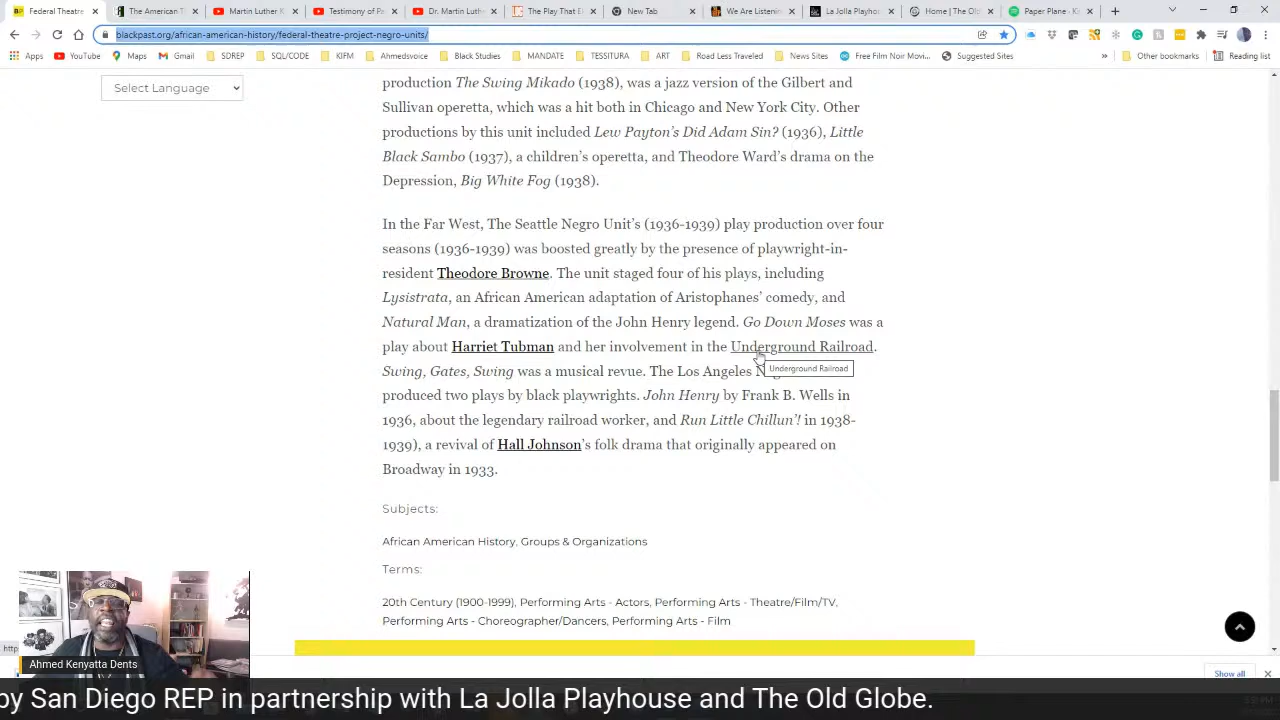 Federal Theatre
The American T
Martin Luther K
Testimony of Pa
Dr. Martin Luth
The Play That El
New Tab
We Are Listenin
La Jolla Playhou
Home | The Old
Paper Plane - Ki
blackpast.org/african-american-history/federal-theatre-project-negro-units/
Apps
YouTube
Maps
Gmail
SDREP
SDCOC
KIFM
Ahmedsvoice
Black Studies
MANDATE
TESSITURA
ART
Road Less Traveled
News Sites
Free Film Noir Movi...
Suggested Sites
»
Other bookmarks
Reading list
Select Language
production The Swing Mikado (1938), was a jazz version of the Gilbert and
Sullivan operetta, which was a hit both in Chicago and New York City. Other
productions by this unit included Lew Payton's Did Adam Sin? (1936), Little
Black Sambo (1937), a children's operetta, and Theodore Ward's drama on the
Depression, Big White Fog (1938).
In the Far West, The Seattle Negro Unit's (1936-1939) play production over four
seasons (1936-1939) was boosted greatly by the presence of playwright-in-
resident Theodore Browne. The unit staged four of his plays, including
Lysistrata, an African American adaptation of Aristophanes' comedy, and
Natural Man, a dramatization of the John Henry legend. Go Down Moses was a
play about Harriet Tubman and her involvement in the Underground Railroad.
Underground Railroad
Swing, Gates, Swing was a musical revue. The Los Angeles
produced two plays by black playwrights. John Henry by Frank B. Wells in
1936, about the legendary railroad worker, and Run Little Chillun'! in 1938-
1939), a revival of Hall Johnson's folk drama that originally appeared on
Broadway in 1933.
Subjects:
African American History, Groups & Organizations
Terms:
20th Century (1900-1999), Performing Arts - Actors, Performing Arts - Theatre/Film/TV,
Performing Arts - Choreographer/Dancers, Performing Arts - Film
Ahmed Kenyatta Dents
Show all
by San Diego REP in partnership with La Jolla Playhouse and The Old Globe.